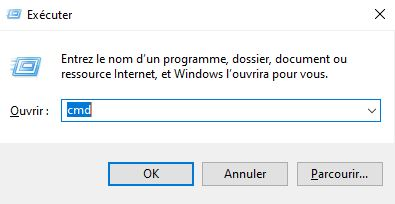 Exécuter
Entrez le nom d'un programme, dossier, document ou
ressource Internet, et Windows l'ouvrira pour vous.
Ouvrir : cmd
OK Annuler Parcourir...